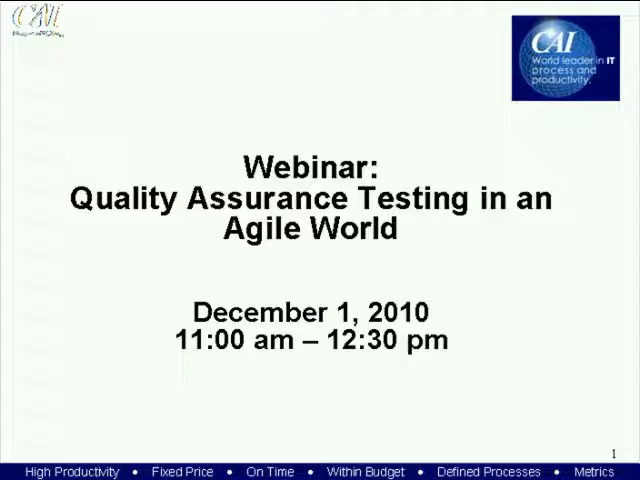 CAI
CAI
World leader in IT
process and
productivity.
Webinar:
Quality Assurance Testing in an
Agile World
December 1, 2010
11:00 am – 12:30 pm
1
High Productivity • Fixed Price • On Time • Within Budget • Defined Processes • Metrics